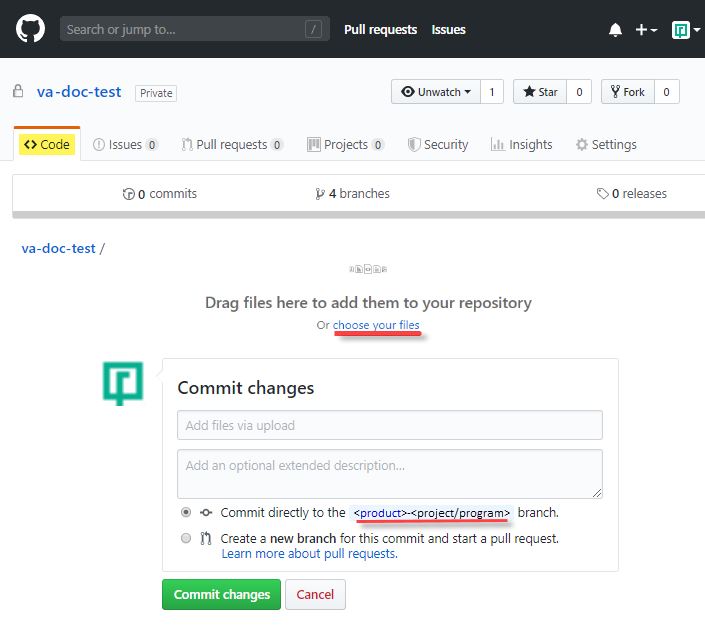 Search or jump to... / Pull requests Issues
va-doc-test Private Unwatch 1 Star 0 Fork 0
Code Issues 0 Pull requests 0 Projects 0 Security Insights Settings
0 commits 4 branches 0 releases
va-doc-test /
Drag files here to add them to your repository
Or choose your files
Commit changes
Add files via upload
Add an optional extended description...
Commit directly to the <product>-<project/program> branch.
Create a new branch for this commit and start a pull request.
Learn more about pull requests.
Commit changes Cancel